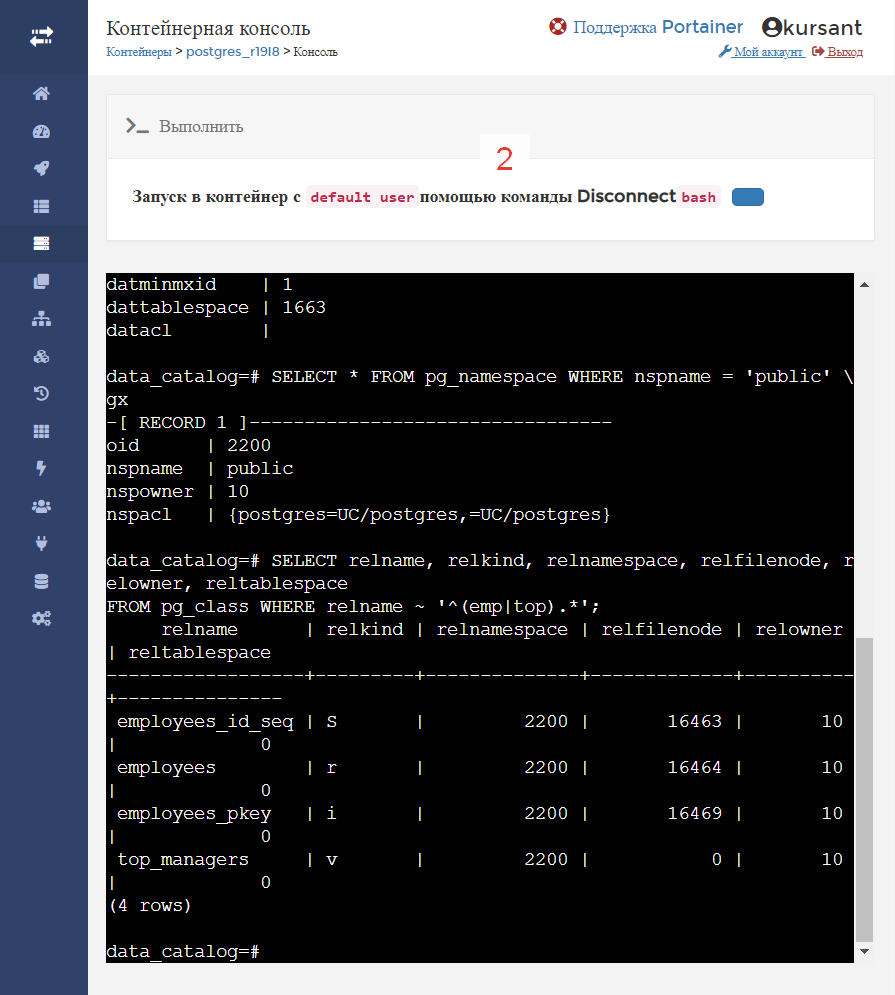 Контейнерная консоль
Поддержка Portainer
kursant
Контейнеры > postgres_r19l8 > Консоль
Мой аккаунт Выход
Выполнить
2
Запуск в контейнер с default user помощью команды Disconnect bash
datminmxid    | 1
dattablespace | 1663
datacl        |
data_catalog=# SELECT * FROM pg_namespace WHERE nspname = 'public' \
gx
-[ RECORD 1 ]---------------------------------
oid      | 2200
nspname  | public
nspowner | 10
nspacl   | {postgres=UC/postgres,=UC/postgres}
data_catalog=# SELECT relname, relkind, relnamespace, relfilenode, r
elowner, reltablespace
FROM pg_class WHERE relname ~ '^(emp|top).*';
     relname      | relkind | relnamespace | relfilenode | relowner
| reltablespace
------------------+---------+--------------+-------------+----------
+---------------
 employees_id_seq | S       |         2200 |       16463 |       10
|             0
 employees        | r       |         2200 |       16464 |       10
|             0
 employees_pkey   | i       |         2200 |       16469 |       10
|             0
 top_managers     | v       |         2200 |           0 |       10
|             0
(4 rows)
data_catalog=#